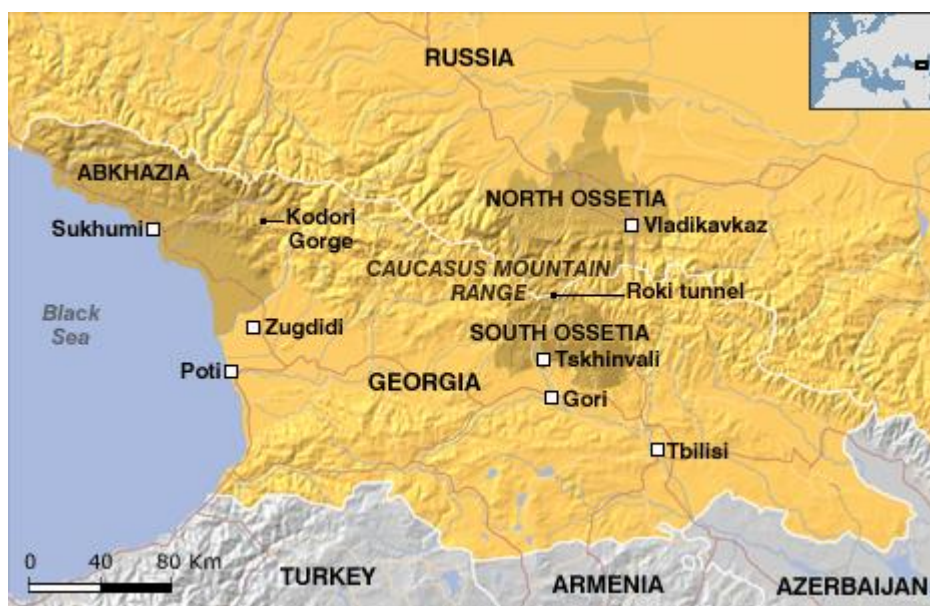 RUSSIA
ABKHAZIA
Sukhumi
Kodori
Gorge
NORTH OSSETIA
Vladikavkaz
CAUCASUS MOUNTAIN
RANGE
Roki tunnel
Black
Sea
Zugdidi
SOUTH OSSETIA
Tskhinvali
Poti
GEORGIA
Gori
Tbilisi
0 40 80 Km
TURKEY
ARMENIA
AZERBAIJAN